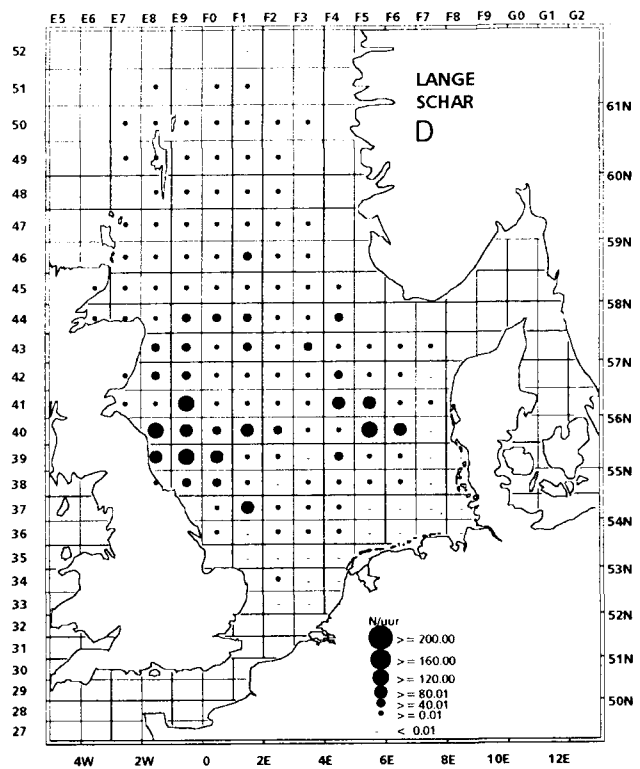 E5 E6 E7 E8 E9 F0 F1 F2 F3 F4 F5 F6 F7 F8 F9 G0 G1 G2
LANGE
SCHAR
D
52
51
50
49
48
47
46
45
44
43
42
41
40
39
38
37
36
35
34
33
32
31
30
29
28
27
61N
60N
59N
58N
57N
56N
55N
54N
53N
52N
51N
50N
N/uur
>= 200.00
>= 160.00
>= 120.00
>= 80.01
>= 40.01
>= 0.01
< 0.01
4W 2W 0 2E 4E 6E 8E 10E 12E